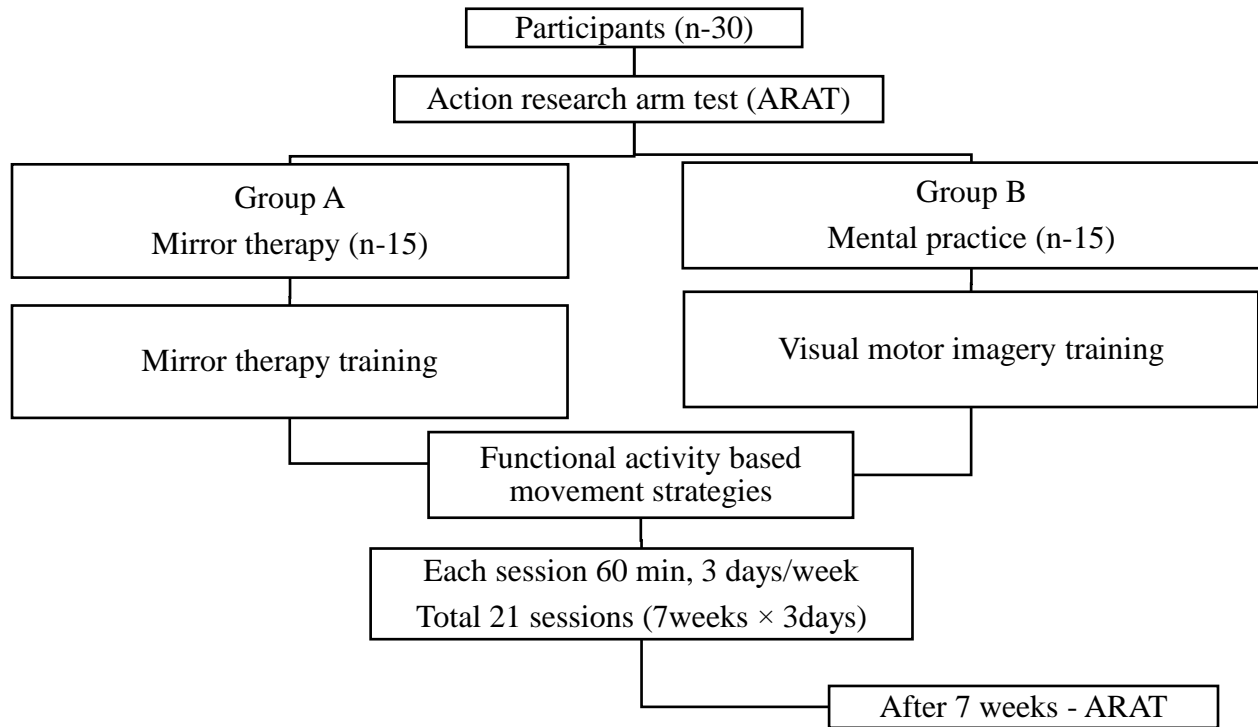 Participants (n-30)
Action research arm test (ARAT)
Group A
Mirror therapy (n-15)
Group B
Mental practice (n-15)
Mirror therapy training
Visual motor imagery training
Functional activity based
movement strategies
Each session 60 min, 3 days/week
Total 21 sessions (7weeks × 3days)
After 7 weeks - ARAT